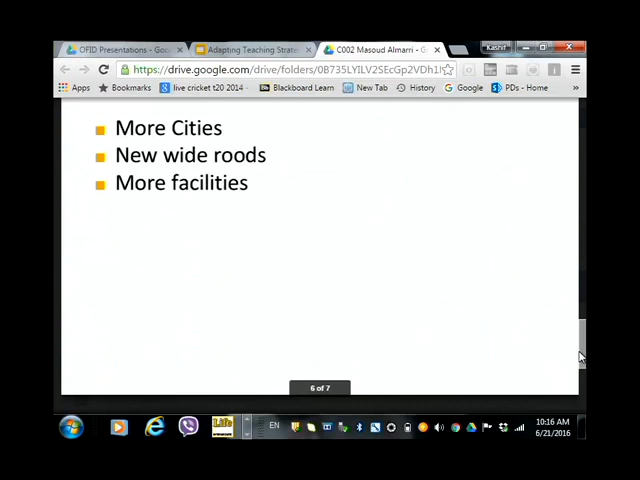 OFID Presentations - Goo
Adapting Teaching Strate
C002 Masoud Almarri - G
Kashif
https://drive.google.com/drive/folders/0B735LYILV2SEcGp2VDh1
Apps
Bookmarks
live cricket t20 2014 -
Blackboard Learn
New Tab
History
Google
PDs - Home
»
More Cities
New wide roods
More facilities
6 of 7
Life
EN
10:16 AM
6/21/2016